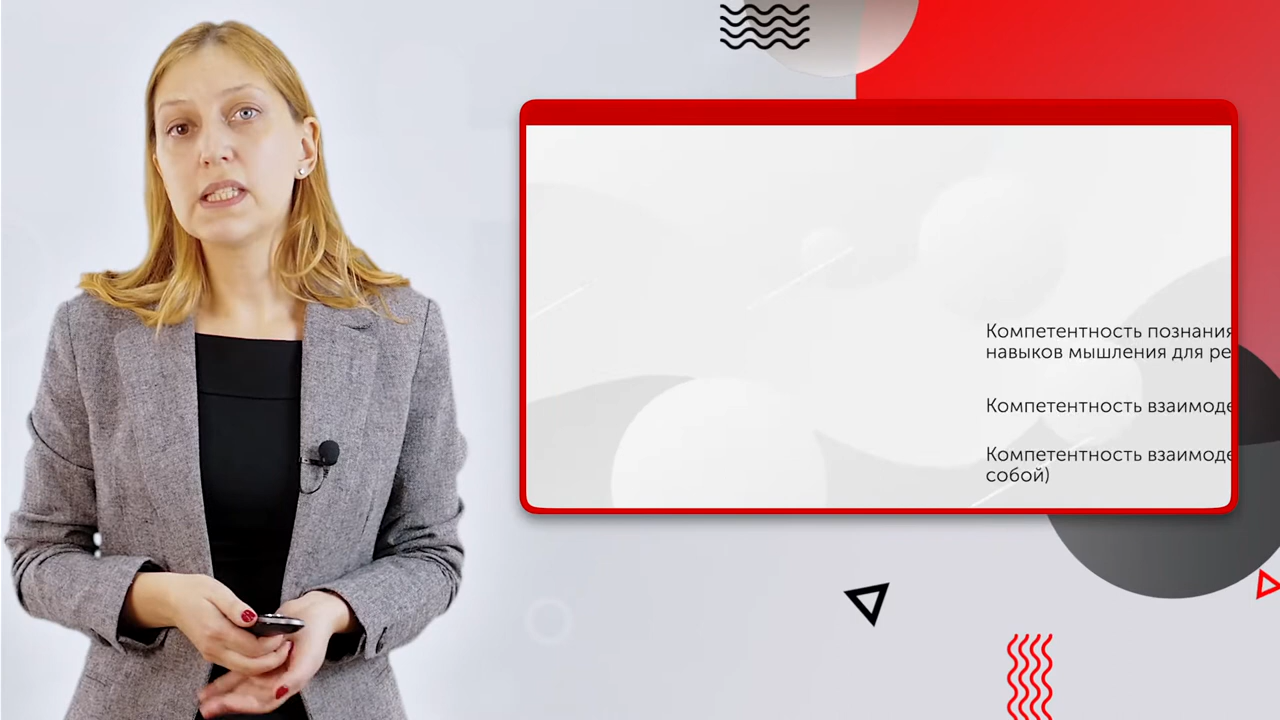 Компетентность познания
навыков мышления для ре
Компетентность взаимоде
Компетентность взаимоде
собой)